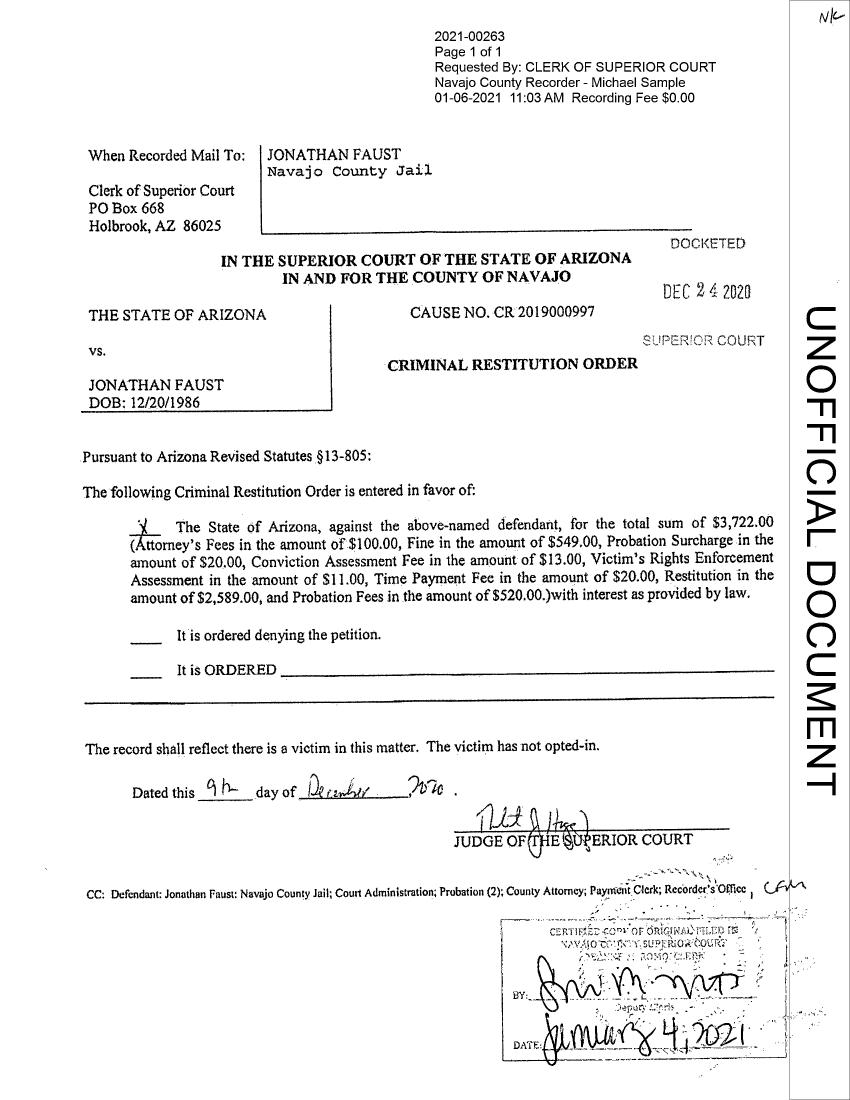 N/C
2021-00263
Page 1 of 1
Requested By: CLERK OF SUPERIOR COURT
Navajo County Recorder - Michael Sample
01-06-2021 11:03 AM Recording Fee $0.00
When Recorded Mail To:
Clerk of Superior Court
PO Box 668
Holbrook, AZ 86025
JONATHAN FAUST
Navajo County Jail
DOCKETED
DEC 24 2020
SUPERIOR COURT
IN THE SUPERIOR COURT OF THE STATE OF ARIZONA
IN AND FOR THE COUNTY OF NAVAJO
THE STATE OF ARIZONA
vs.
JONATHAN FAUST
DOB: 12/20/1986
CAUSE NO. CR 2019000997
CRIMINAL RESTITUTION ORDER
Pursuant to Arizona Revised Statutes §13-805:
The following Criminal Restitution Order is entered in favor of:
X The State of Arizona, against the above-named defendant, for the total sum of $3,722.00
(Attorney's Fees in the amount of $100.00, Fine in the amount of $549.00, Probation Surcharge in the
amount of $20.00, Conviction Assessment Fee in the amount of $13.00, Victim's Rights Enforcement
Assessment in the amount of $11.00, Time Payment Fee in the amount of $20.00, Restitution in the
amount of $2,589.00, and Probation Fees in the amount of $520.00.)with interest as provided by law.
It is ordered denying the petition.
It is ORDERED
The record shall reflect there is a victim in this matter. The victim has not opted-in.
Dated this 9th day of December, 2020.
JUDGE OF THE SUPERIOR COURT
CC: Defendant: Jonathan Faust: Navajo County Jail; Court Administration; Probation (2); County Attorney; Payment Clerk; Recorder's Office,
CERTIFIED COPY OF ORIGINAL FILED IN
NAVAJO COUNTY SUPERIOR COURT
ROMO, CLERK
BY:
Deputy Clerk
DATE: January 4, 2021
UNOFFICIAL DOCUMENT